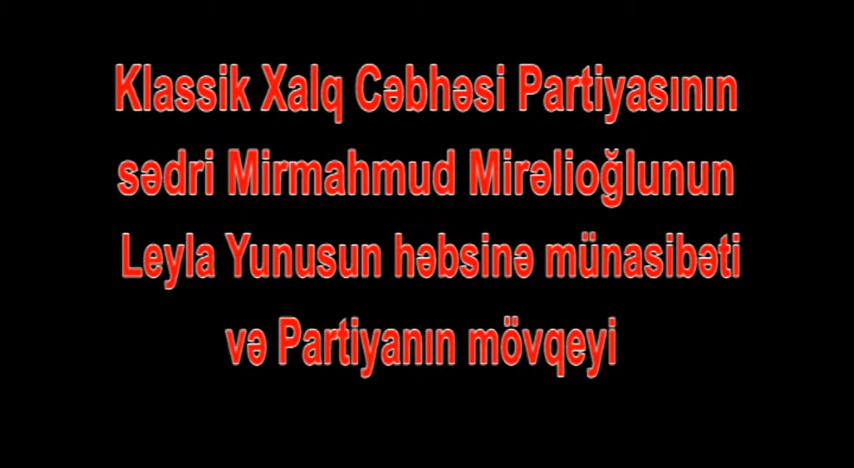 Klassik Xalq Cəbhəsi Partiyasının
sədri Mirmahmud Mirəlioğlunun
Leyla Yunusun həbsinə münasibəti
və Partiyanın mövqeyi